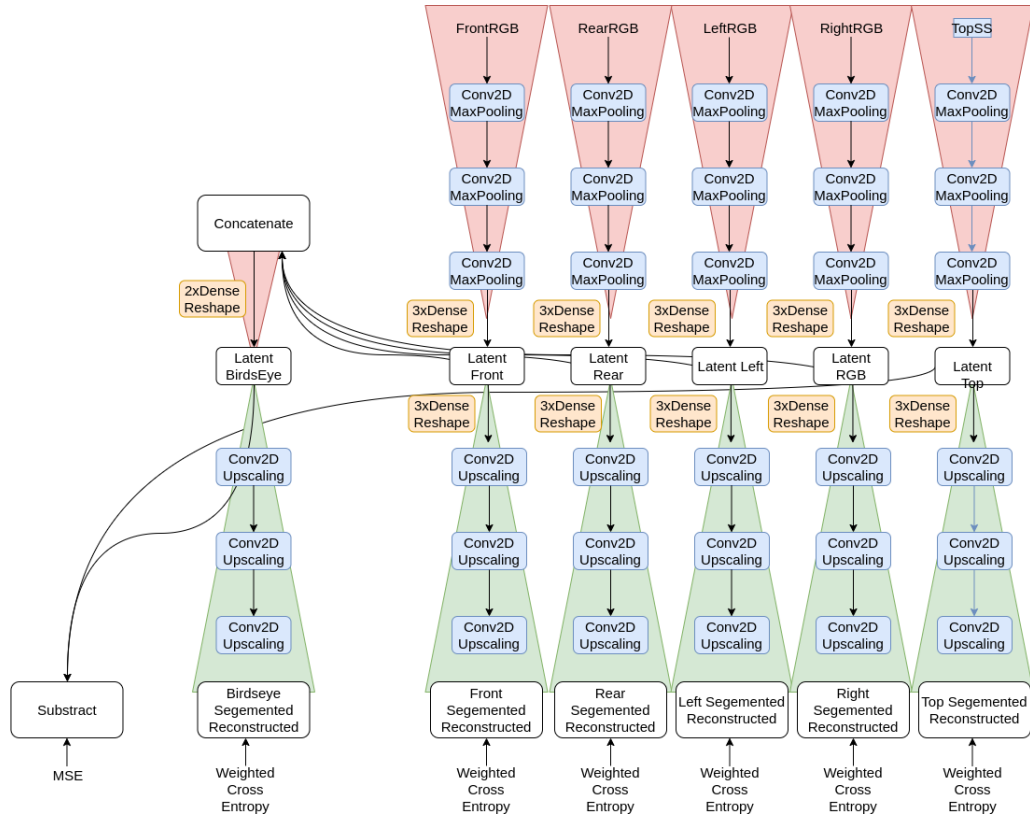 FrontRGB
RearRGB
LeftRGB
RightRGB
TopSS
Conv2D
MaxPooling
Conv2D
MaxPooling
Conv2D
MaxPooling
Conv2D
MaxPooling
Conv2D
MaxPooling
Conv2D
MaxPooling
Conv2D
MaxPooling
Conv2D
MaxPooling
Conv2D
MaxPooling
Conv2D
MaxPooling
Concatenate
Conv2D
MaxPooling
Conv2D
MaxPooling
Conv2D
MaxPooling
Conv2D
MaxPooling
Conv2D
MaxPooling
2xDense
Reshape
3xDense
Reshape
3xDense
Reshape
3xDense
Reshape
3xDense
Reshape
3xDense
Reshape
Latent
BirdsEye
Latent
Front
Latent
Rear
Latent Left
Latent
RGB
Latent
Top
3xDense
Reshape
3xDense
Reshape
3xDense
Reshape
3xDense
Reshape
3xDense
Reshape
Conv2D
Upscaling
Conv2D
Upscaling
Conv2D
Upscaling
Conv2D
Upscaling
Conv2D
Upscaling
Conv2D
Upscaling
Conv2D
Upscaling
Conv2D
Upscaling
Conv2D
Upscaling
Conv2D
Upscaling
Conv2D
Upscaling
Conv2D
Upscaling
Conv2D
Upscaling
Conv2D
Upscaling
Conv2D
Upscaling
Conv2D
Upscaling
Conv2D
Upscaling
Conv2D
Upscaling
Substract
Birdseye
Segemented
Reconstructed
Front
Segemented
Reconstructed
Rear
Segemented
Reconstructed
Left Segemented
Reconstructed
Right
Segemented
Reconstructed
Top Segemented
Reconstructed
MSE
Weighted
Cross
Entropy
Weighted
Cross
Entropy
Weighted
Cross
Entropy
Weighted
Cross
Entropy
Weighted
Cross
Entropy
Weighted
Cross
Entropy